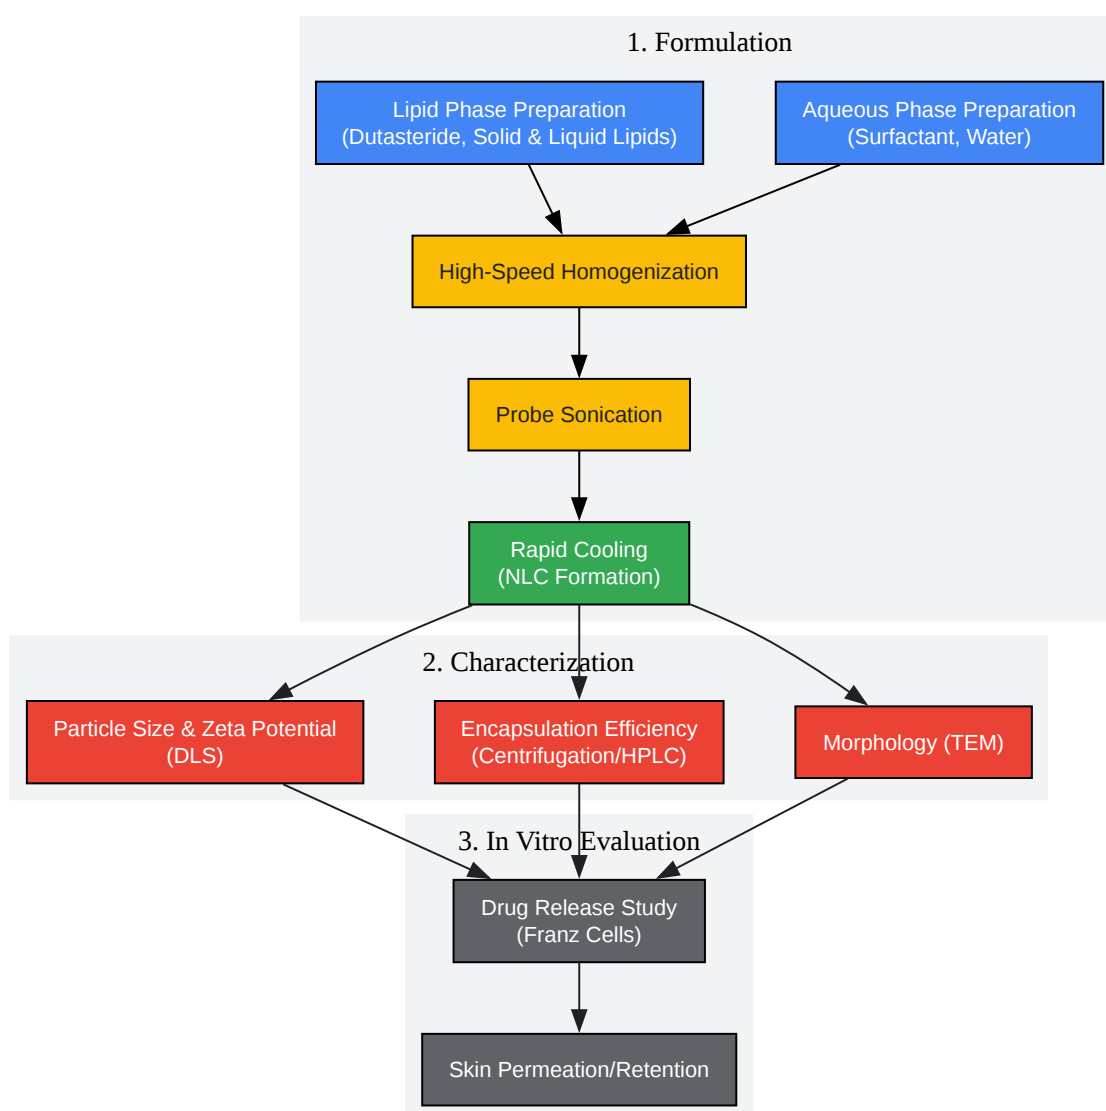 1. Formulation
Lipid Phase Preparation
(Dutasteride, Solid & Liquid Lipids)
Aqueous Phase Preparation
(Surfactant, Water)
High-Speed Homogenization
Probe Sonication
Rapid Cooling
(NLC Formation)
2. Characterization
Particle Size & Zeta Potential
(DLS)
Encapsulation Efficiency
(Centrifugation/HPLC)
Morphology (TEM)
3. In Vitro Evaluation
Drug Release Study
(Franz Cells)
Skin Permeation/Retention